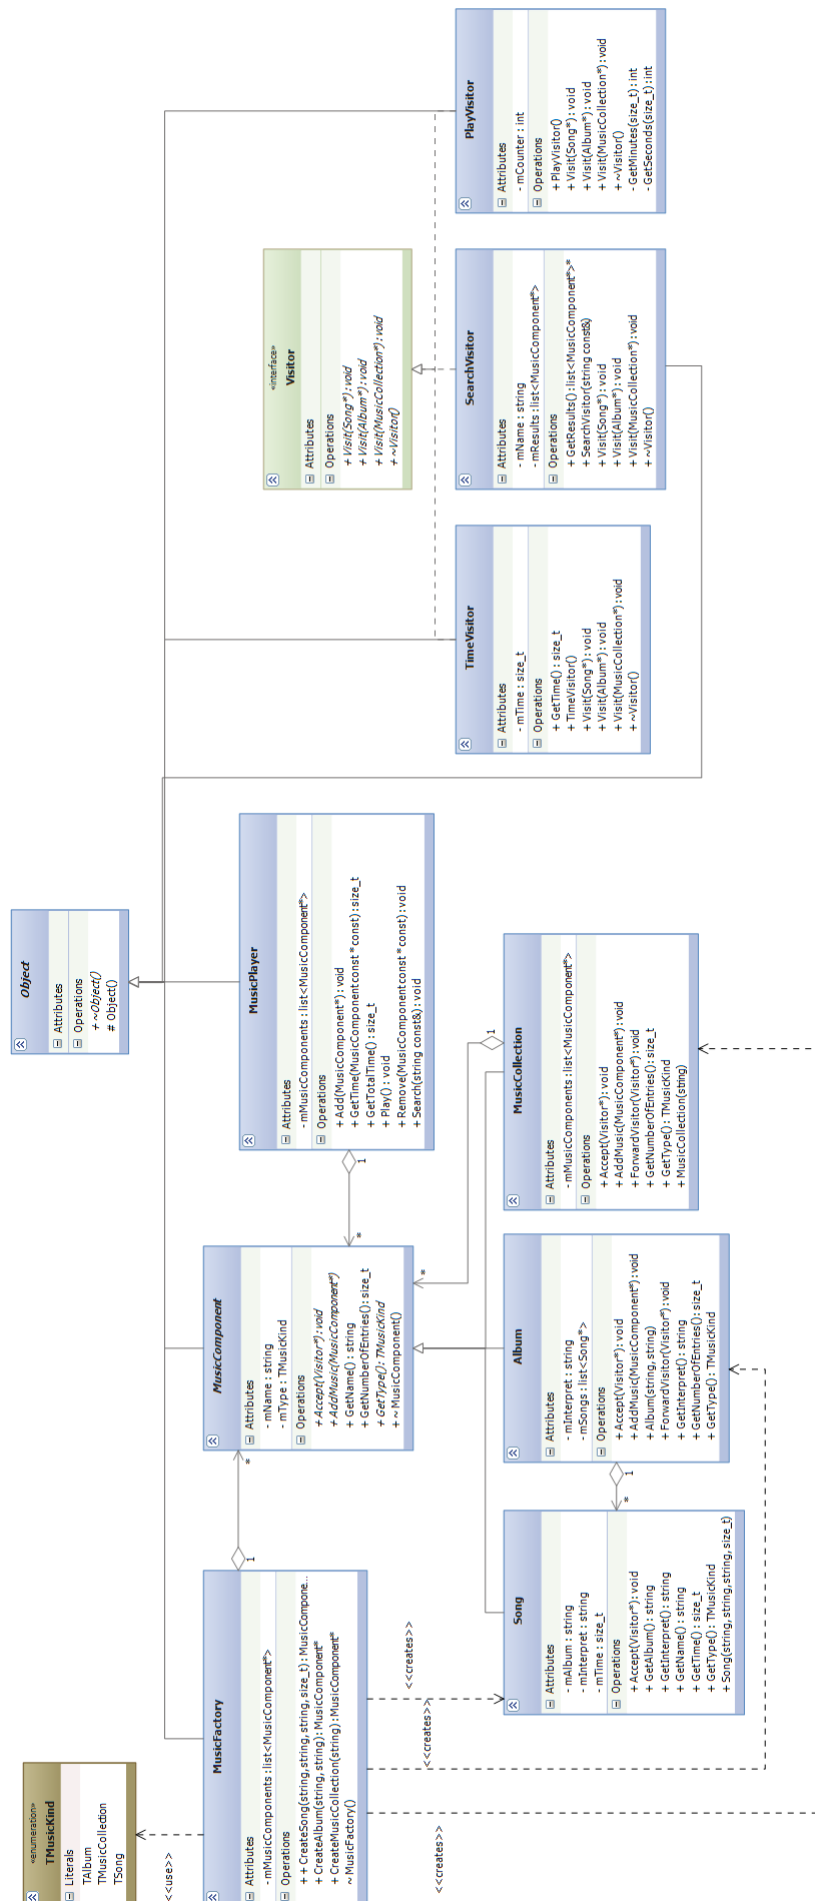 «enumeration»
TMusicKind
Literals
TAlbum
TMusicCollection
TSong
<<use>>
Object
Attributes
Operations
+ ~Object()
# Object()
MusicFactory
Attributes
- mMusicComponents : list<MusicComponent*>
Operations
+ + CreateSong(string, string, string, size_t) : MusicCompone...
+ CreateAlbum(string, string) : MusicComponent*
+ CreateMusicCollection(string) : MusicComponent*
~ MusicFactory()
1
*
<<creates>>
<<creates>>
<<creates>>
MusicComponent
Attributes
- mName : string
- mType : TMusicKind
Operations
+ Accept(Visitor*) : void
+ AddMusic(MusicComponent*)
+ GetName() : string
+ GetNumberOfEntries() : size_t
+ GetType() : TMusicKind
+ ~ MusicComponent()
MusicPlayer
Attributes
- mMusicComponents : list<MusicComponent*>
Operations
+ Add(MusicComponent*) : void
+ GetTime(MusicComponent const * const) : size_t
+ GetTotalTime() : size_t
+ Play() : void
+ Remove(MusicComponent const * const) : void
+ Search(string const&) : void
1
*
Song
Attributes
- mAlbum : string
- mInterpret : string
- mTime : size_t
Operations
+ Accept(Visitor*) : void
+ GetAlbum() : string
+ GetInterpret() : string
+ GetName() : string
+ GetTime() : size_t
+ GetType() : TMusicKind
+ Song(string, string, string, size_t)
*
1
Album
Attributes
- mInterpret : string
- mSongs : list<Song*>
Operations
+ Accept(Visitor*) : void
+ AddMusic(MusicComponent*) : void
+ Album(string, string)
+ ForwardVisitor(Visitor*) : void
+ GetInterpret() : string
+ GetNumberOfEntries() : size_t
+ GetType() : TMusicKind
*
1
MusicCollection
Attributes
- mMusicComponents : list<MusicComponent*>
Operations
+ Accept(Visitor*) : void
+ AddMusic(MusicComponent*) : void
+ ForwardVisitor(Visitor*) : void
+ GetNumberOfEntries() : size_t
+ GetType() : TMusicKind
+ MusicCollection(string)
«interface»
Visitor
Attributes
Operations
+ Visit(Song*) : void
+ Visit(Album*) : void
+ Visit(MusicCollection*) : void
+ ~Visitor()
TimeVisitor
Attributes
- mTime : size_t
Operations
+ GetTime() : size_t
+ TimeVisitor()
+ Visit(Song*) : void
+ Visit(Album*) : void
+ Visit(MusicCollection*) : void
+ ~Visitor()
SearchVisitor
Attributes
- mName : string
- mResults : list<MusicComponent*>
Operations
+ GetResults() : list<MusicComponent*>*
+ SearchVisitor(string const&)
+ Visit(Song*) : void
+ Visit(Album*) : void
+ Visit(MusicCollection*) : void
+ ~Visitor()
PlayVisitor
Attributes
- mCounter : int
Operations
+ PlayVisitor()
+ Visit(Song*) : void
+ Visit(Album*) : void
+ Visit(MusicCollection*) : void
+ ~Visitor()
- GetMinutes(size_t) : int
- GetSeconds(size_t) : int